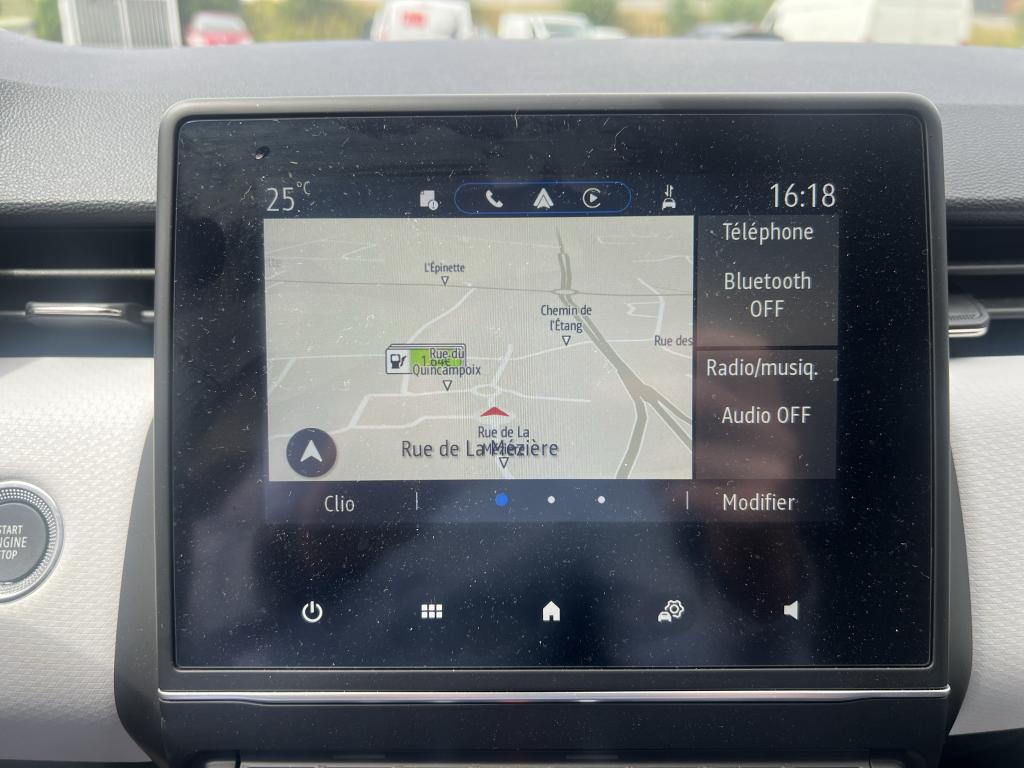 25°C
16:18
Téléphone
Bluetooth
OFF
L'Épinette
Chemin de
l'Étang
Rue des
Rue du
Quincampoix
Radio/musiq.
Audio OFF
Rue de La
Rue de La Mézière
Clio
Modifier
START
ENGINE
STOP